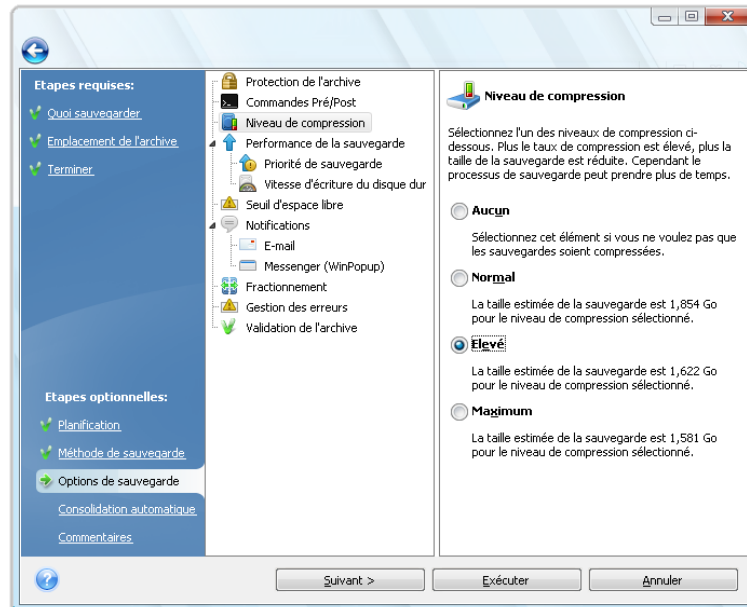 Etapes requises:
Quoi sauvegarder
Emplacement de l'archive
Terminer
Etapes optionnelles:
Planification
Méthode de sauvegarde
Options de sauvegarde
Consolidation automatique
Commentaires
Protection de l'archive
Commandes Pré/Post
Niveau de compression
Performance de la sauvegarde
Priorité de sauvegarde
Vitesse d'écriture du disque dur
Seuil d'espace libre
Notifications
E-mail
Messenger (WinPopup)
Fractionnement
Gestion des erreurs
Validation de l'archive
Niveau de compression
Sélectionnez l'un des niveaux de compression ci-
dessous. Plus le taux de compression est élevé, plus la
taille de la sauvegarde est réduite. Cependant le
processus de sauvegarde peut prendre plus de temps.
Aucun
Sélectionnez cet élément si vous ne voulez pas que
les sauvegardes soient compressées.
Normal
La taille estimée de la sauvegarde est 1,854 Go
pour le niveau de compression sélectionné.
Elevé
La taille estimée de la sauvegarde est 1,622 Go
pour le niveau de compression sélectionné.
Maximum
La taille estimée de la sauvegarde est 1,581 Go
pour le niveau de compression sélectionné.
Suivant >
Exécuter
Annuler